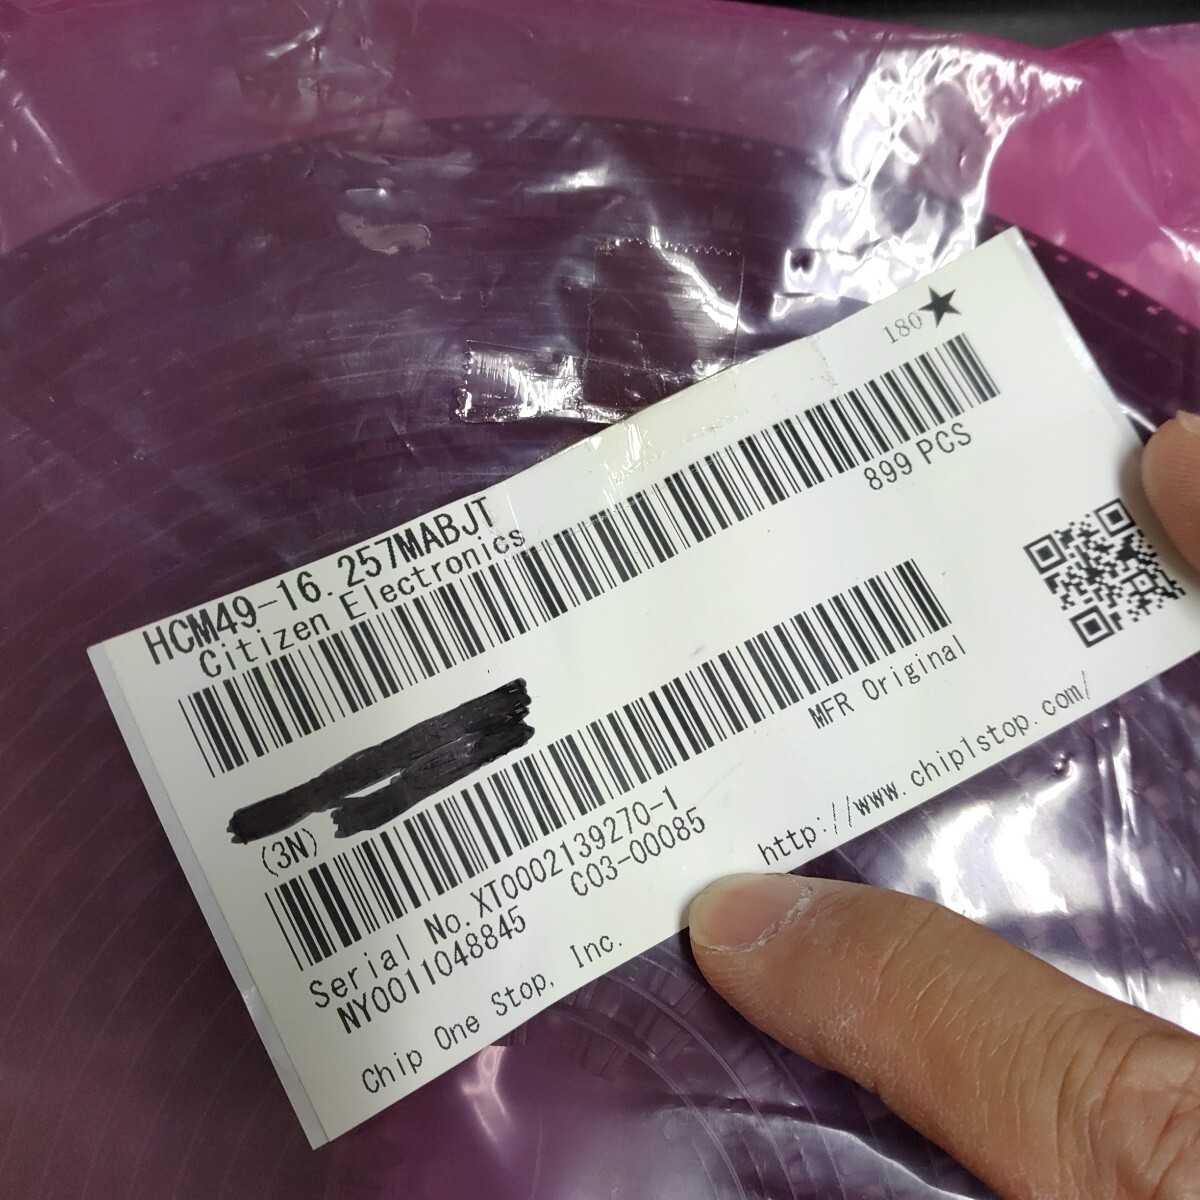 180★
HCM49-16.257MABJT
Citizen Electronics
899 PCS
(3N)
MFR Original
Serial No.XT0002139270-1
NY0011048845 C03-00085
Chip One Stop, Inc.
http://www.chip1stop.com/